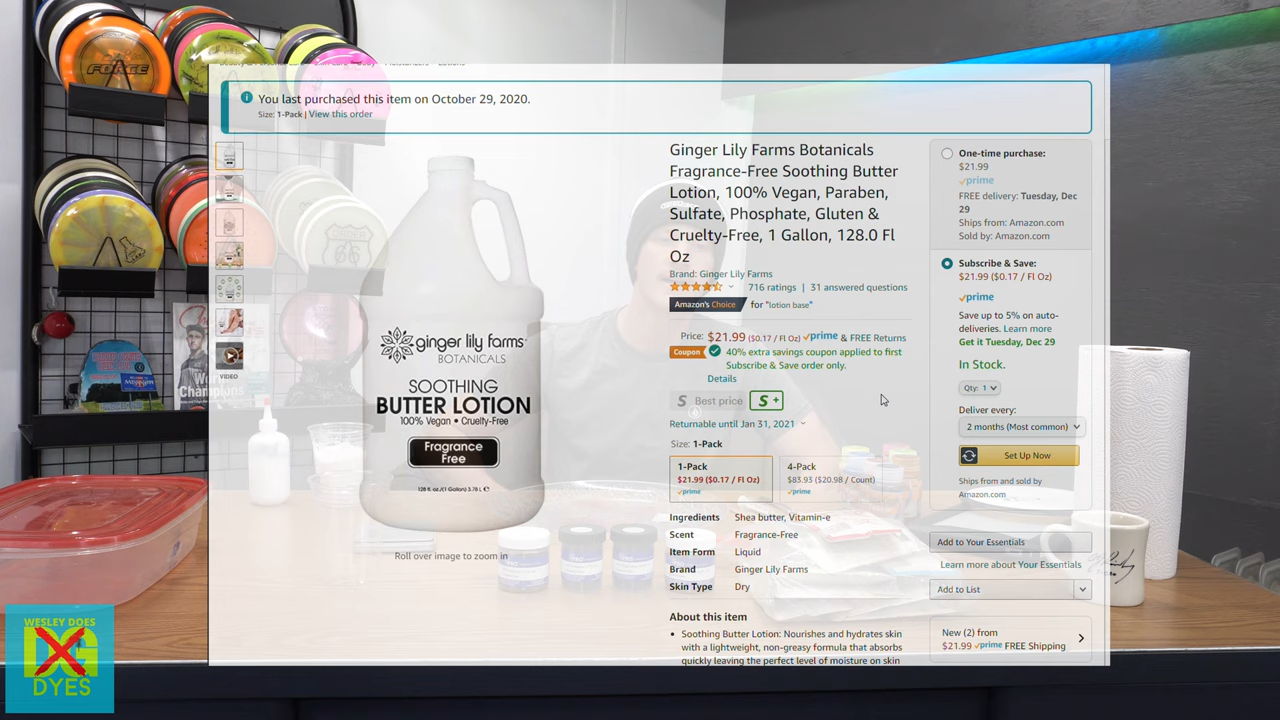 FORCE
You last purchased this item on October 29, 2020.
Size: 1-Pack | View this order
VIDEO
ginger lily farms
BOTANICALS
SOOTHING
BUTTER LOTION
100% Vegan • Cruelty-Free
Fragrance
Free
128 fl. oz./(1 Gallon) 3.78 L
Roll over image to zoom in
Ginger Lily Farms Botanicals
Fragrance-Free Soothing Butter
Lotion, 100% Vegan, Paraben,
Sulfate, Phosphate, Gluten &
Cruelty-Free, 1 Gallon, 128.0 Fl
Oz
Brand: Ginger Lily Farms
716 ratings | 31 answered questions
Amazon's Choice for "lotion base"
Price: $21.99 ($0.17 / Fl Oz) prime & FREE Returns
Coupon 40% extra savings coupon applied to first
Subscribe & Save order only.
Details
S Best price S +
Returnable until Jan 31, 2021
Size: 1-Pack
1-Pack
$21.99 ($0.17 / Fl Oz)
prime
4-Pack
$83.93 ($20.98 / Count)
prime
Ingredients Shea butter, Vitamin-e
Scent Fragrance-Free
Item Form Liquid
Brand Ginger Lily Farms
Skin Type Dry
About this item
• Soothing Butter Lotion: Nourishes and hydrates skin
with a lightweight, non-greasy formula that absorbs
quickly leaving the perfect level of moisture on skin
One-time purchase:
$21.99
prime
FREE delivery: Tuesday, Dec
29
Ships from: Amazon.com
Sold by: Amazon.com
Subscribe & Save:
$21.99 ($0.17 / Fl Oz)
prime
Save up to 5% on auto-
deliveries. Learn more
Get it Tuesday, Dec 29
In Stock.
Qty: 1
Deliver every:
2 months (Most common)
Set Up Now
Ships from and sold by
Amazon.com
Add to Your Essentials
Learn more about Your Essentials
Add to List
New (2) from
$21.99 prime FREE Shipping
WESLEY DOES
DG
DYES